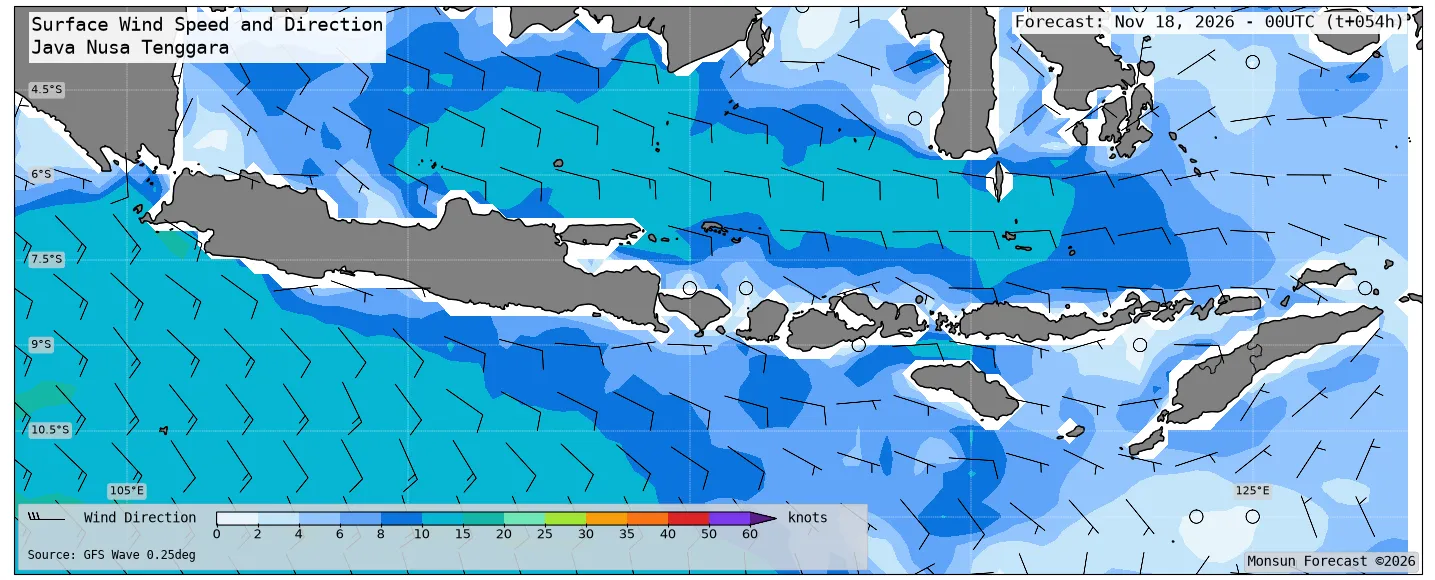 Surface Wind Speed and Direction
Java Nusa Tenggara
Forecast: Nov 18, 2026 - 00UTC (t+054h)
4.5°S
6°S
7.5°S
9°S
10.5°S
105°E
125°E
Wind Direction
0 2 4 6 8 10 15 20 25 30 35 40 50 60
knots
Source: GFS Wave 0.25deg
Monsun Forecast ©2026